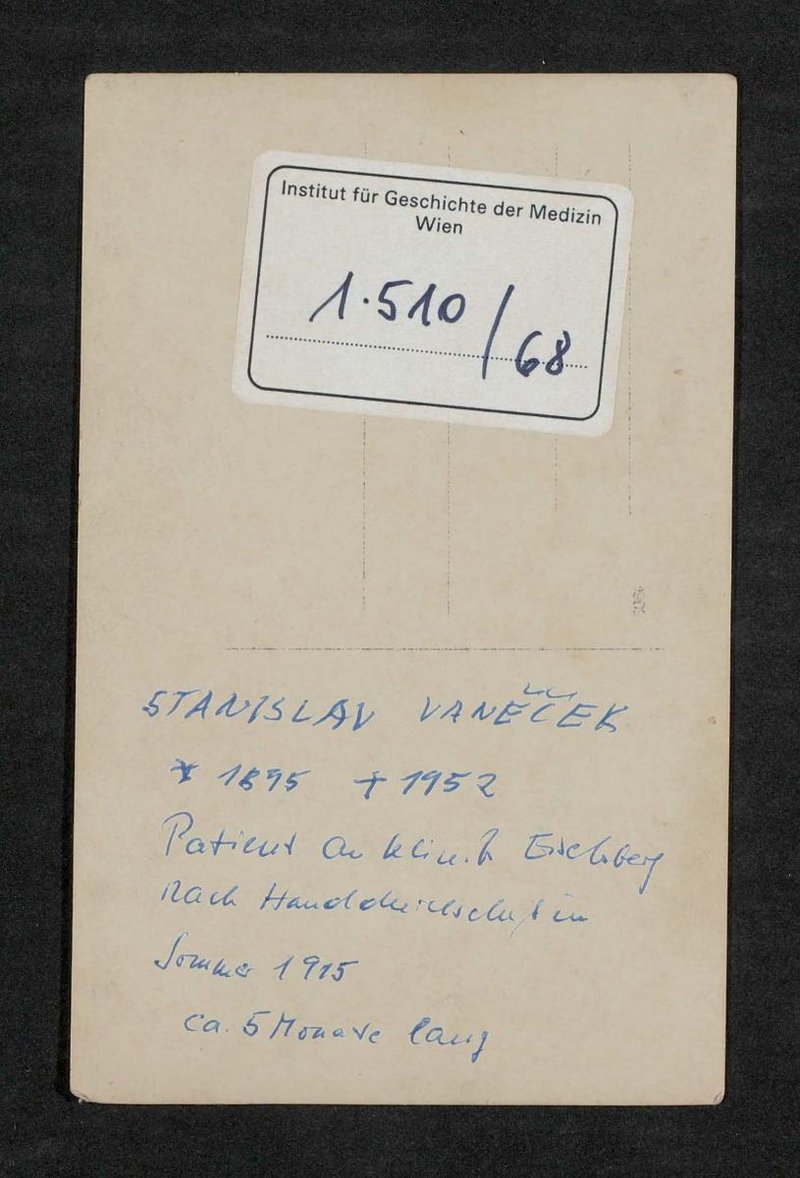 Institut für Geschichte der Medizin
Wien
1.510/68
STANISLAV VANĚČEK
* 1895 † 1952
Patient an Klinik Eiselsberg
nach Handdurchschuß im
Sommer 1915
ca. 5 Monate lang